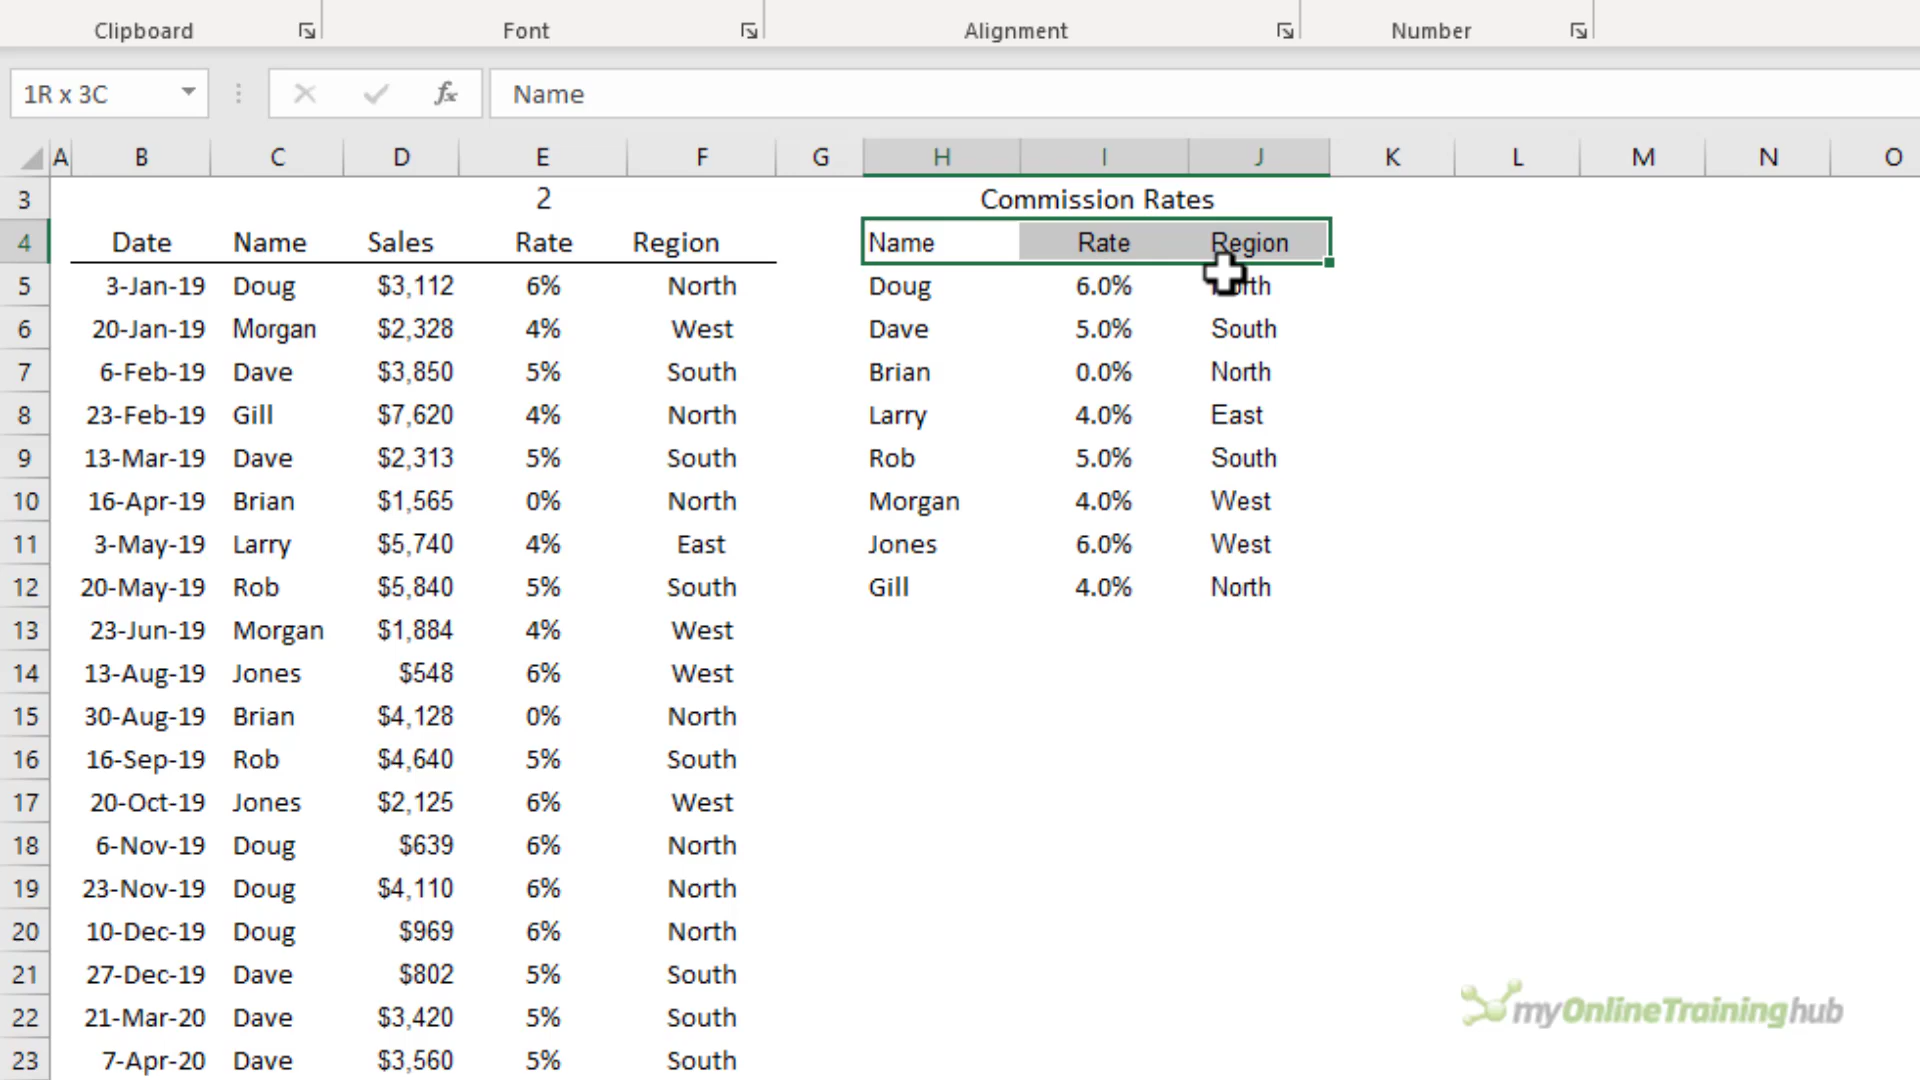 Clipboard Font Alignment Number
1R x 3C fx Name
A B C D E F G H I J K L M N O
3 2 Commission Rates
4 Date Name Sales Rate Region Name Rate Region
5 3-Jan-19 Doug $3,112 6% North Doug 6.0% North
6 20-Jan-19 Morgan $2,328 4% West Dave 5.0% South
7 6-Feb-19 Dave $3,850 5% South Brian 0.0% North
8 23-Feb-19 Gill $7,620 4% North Larry 4.0% East
9 13-Mar-19 Dave $2,313 5% South Rob 5.0% South
10 16-Apr-19 Brian $1,565 0% North Morgan 4.0% West
11 3-May-19 Larry $5,740 4% East Jones 6.0% West
12 20-May-19 Rob $5,840 5% South Gill 4.0% North
13 23-Jun-19 Morgan $1,884 4% West
14 13-Aug-19 Jones $548 6% West
15 30-Aug-19 Brian $4,128 0% North
16 16-Sep-19 Rob $4,640 5% South
17 20-Oct-19 Jones $2,125 6% West
18 6-Nov-19 Doug $639 6% North
19 23-Nov-19 Doug $4,110 6% North
20 10-Dec-19 Doug $969 6% North
21 27-Dec-19 Dave $802 5% South
22 21-Mar-20 Dave $3,420 5% South
23 7-Apr-20 Dave $3,560 5% South
myOnlineTraininghub